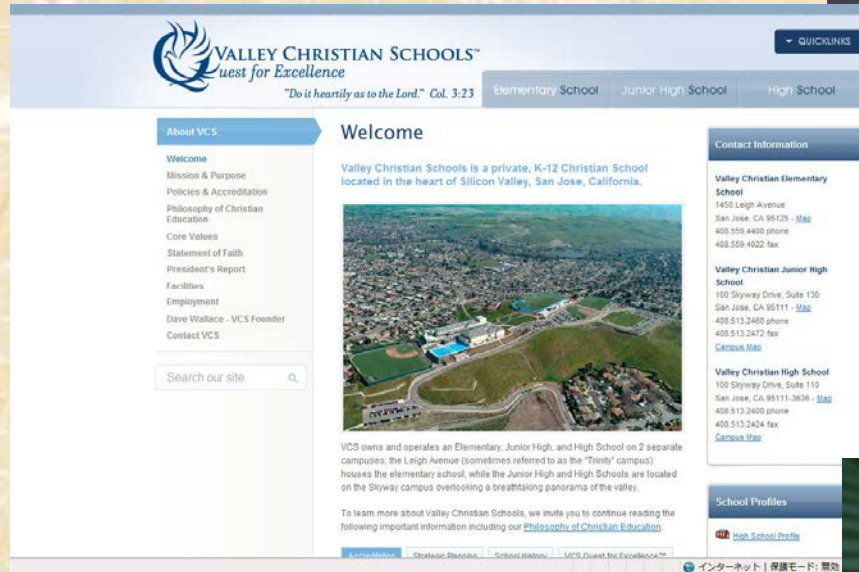 VALLEY CHRISTIAN SCHOOLS™
Quest for Excellence
"Do it heartily as to the Lord." Col. 3:23
QUICKLINKS
Elementary School
Junior High School
High School
About VCS
Welcome
Mission & Purpose
Policies & Accreditation
Philosophy of Christian
Education
Core Values
Statement of Faith
President's Report
Facilities
Employment
Dave Wallace - VCS Founder
Contact VCS
Search our site
Welcome
Valley Christian Schools is a private, K-12 Christian School
located in the heart of Silicon Valley, San Jose, California.
VCS owns and operates an Elementary, Junior High, and High School on 2 separate
campuses; the Leigh Avenue (sometimes referred to as the "Trinity" campus)
houses the elementary school, while the Junior High and High Schools are located
on the Skyway campus overlooking a breathtaking panorama of the valley.
To learn more about Valley Christian Schools, we invite you to continue reading the
following important information including our Philosophy of Christian Education.
Accreditation
Strategic Planning
School History
VCS Quest for Excellence™
Contact Information
Valley Christian Elementary
School
1450 Leigh Avenue
San Jose, CA 95125 - Map
408.559.4400 phone
408.559.4022 fax
Valley Christian Junior High
School
100 Skyway Drive, Suite 130
San Jose, CA 95111 - Map
408.513.2460 phone
408.513.2472 fax
Campus Map
Valley Christian High School
100 Skyway Drive, Suite 110
San Jose, CA 95111-3636 - Map
408.513.2400 phone
408.513.2424 fax
Campus Map
School Profiles
High School Profile
インターネット | 保護モード: 無効